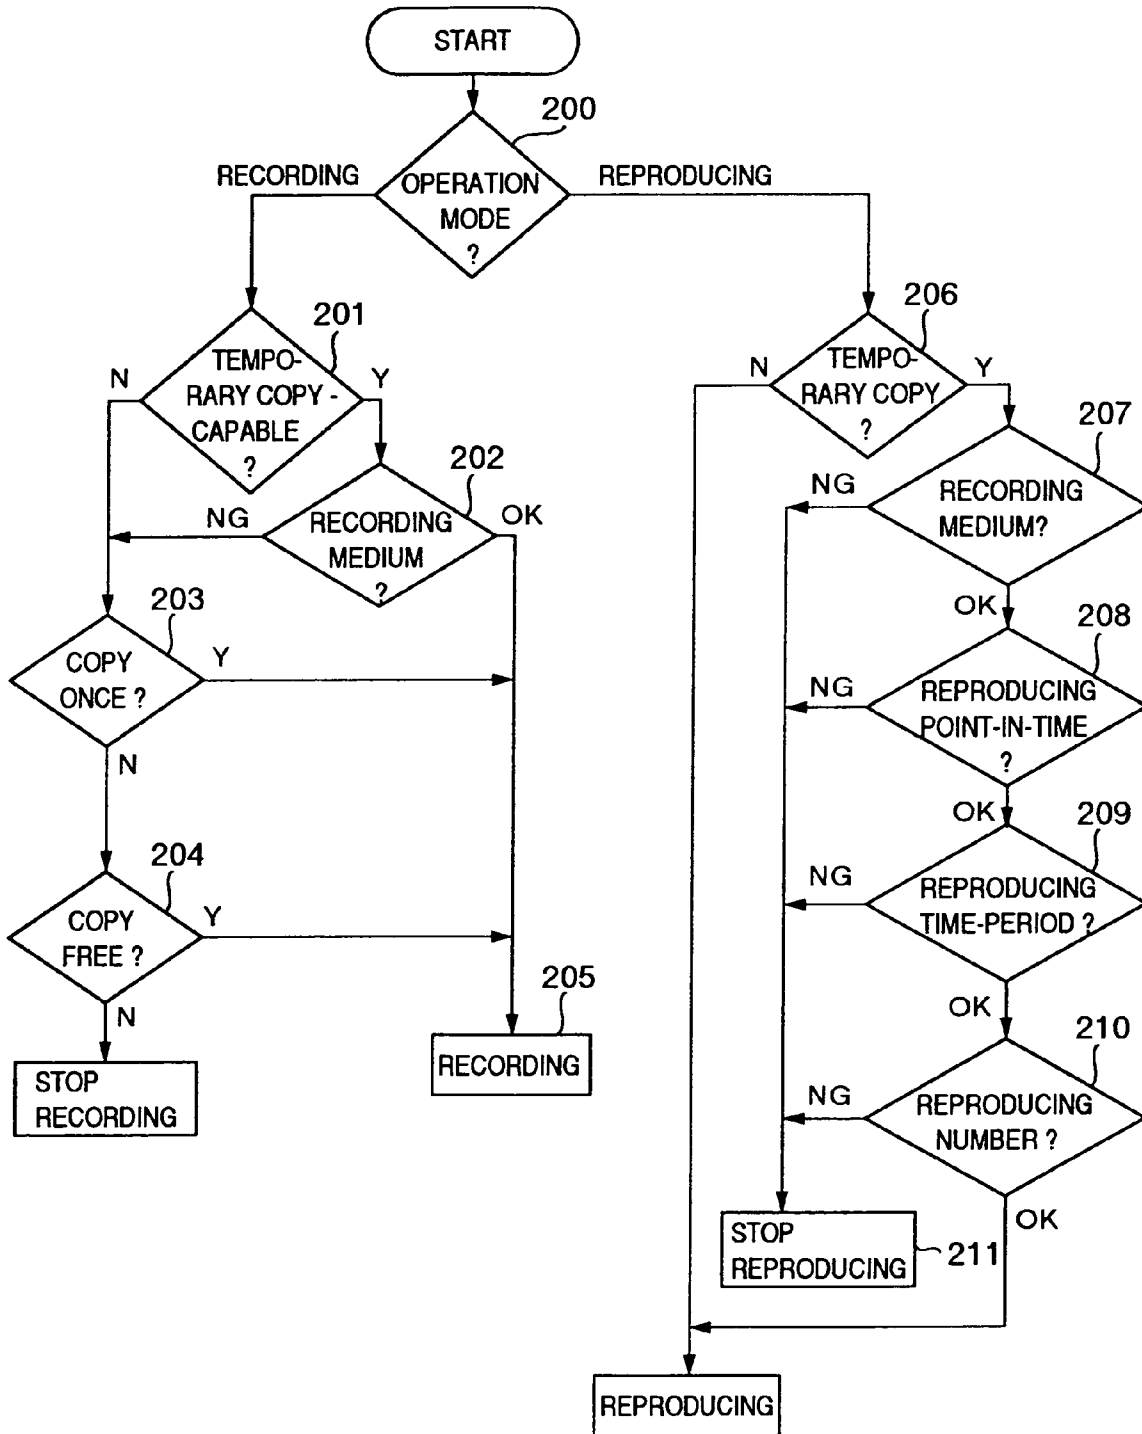 START
200
RECORDING
OPERATION
MODE
?
REPRODUCING
201
TEMPO-
RARY COPY -
CAPABLE
?
N
Y
202
RECORDING
MEDIUM
?
NG
OK
203
COPY
ONCE ?
Y
N
204
COPY
FREE ?
Y
N
STOP
RECORDING
205
RECORDING
206
TEMPO-
RARY COPY
?
N
Y
207
RECORDING
MEDIUM?
NG
OK
208
REPRODUCING
POINT-IN-TIME
?
NG
OK
209
REPRODUCING
TIME-PERIOD ?
NG
OK
210
REPRODUCING
NUMBER ?
NG
OK
STOP
REPRODUCING
211
REPRODUCING